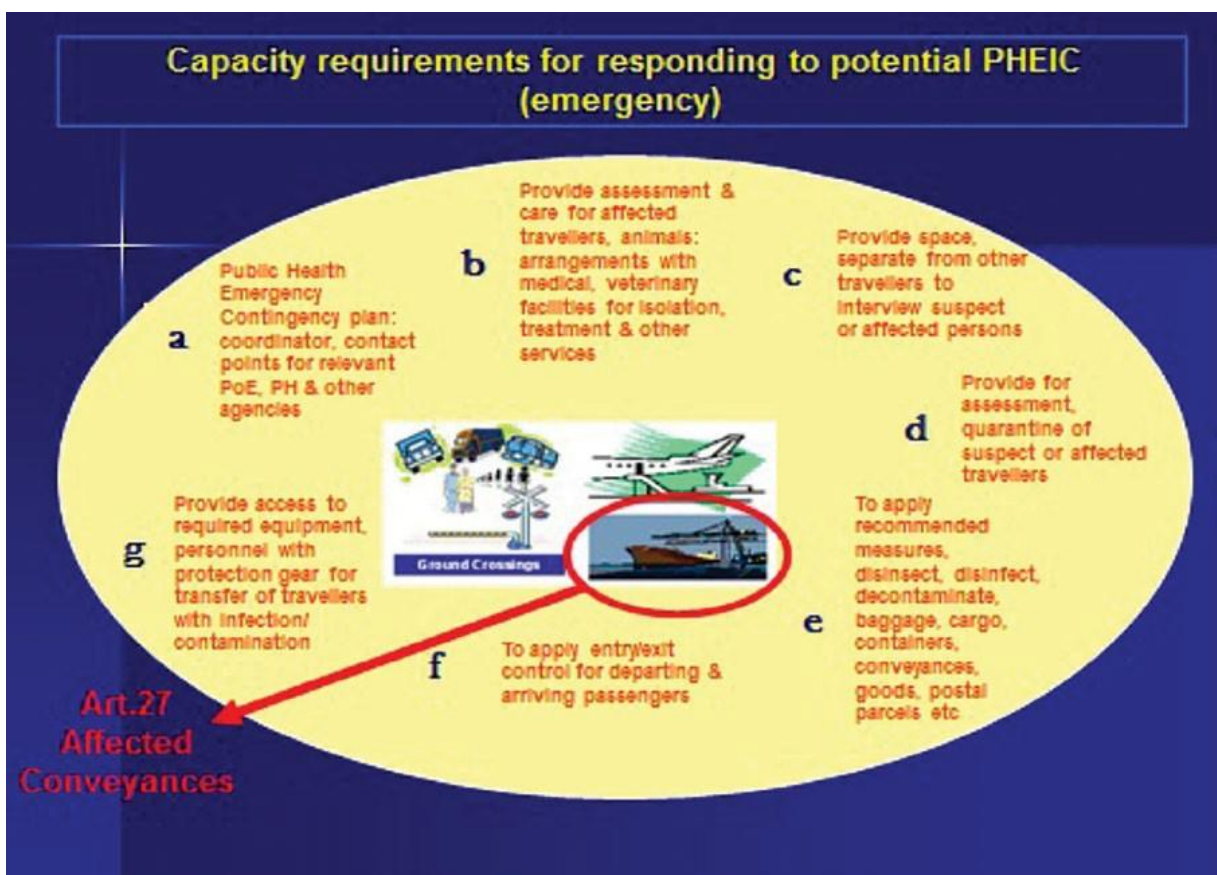 Capacity requirements for responding to potential PHEIC
(emergency)
a
Public Health
Emergency
Contingency plan:
coordinator, contact
points for relevant
PoE, PH & other
agencies
b
Provide assessment &
care for affected
travellers, animals:
arrangements with
medical, veterinary
facilities for isolation,
treatment & other
services
c
Provide space,
separate from other
travellers to
interview suspect
or affected persons
d
Provide for
assessment,
quarantine of
suspect or affected
travellers
e
To apply
recommended
measures,
disinsect, disinfect,
decontaminate,
baggage, cargo,
containers,
conveyances,
goods, postal
parcels etc
f
To apply entry/exit
control for departing &
arriving passengers
g
Provide access to
required equipment,
personnel with
protection gear for
transfer of travellers
with infection/
contamination
Ground Crossings
Art.27
Affected
Conveyances